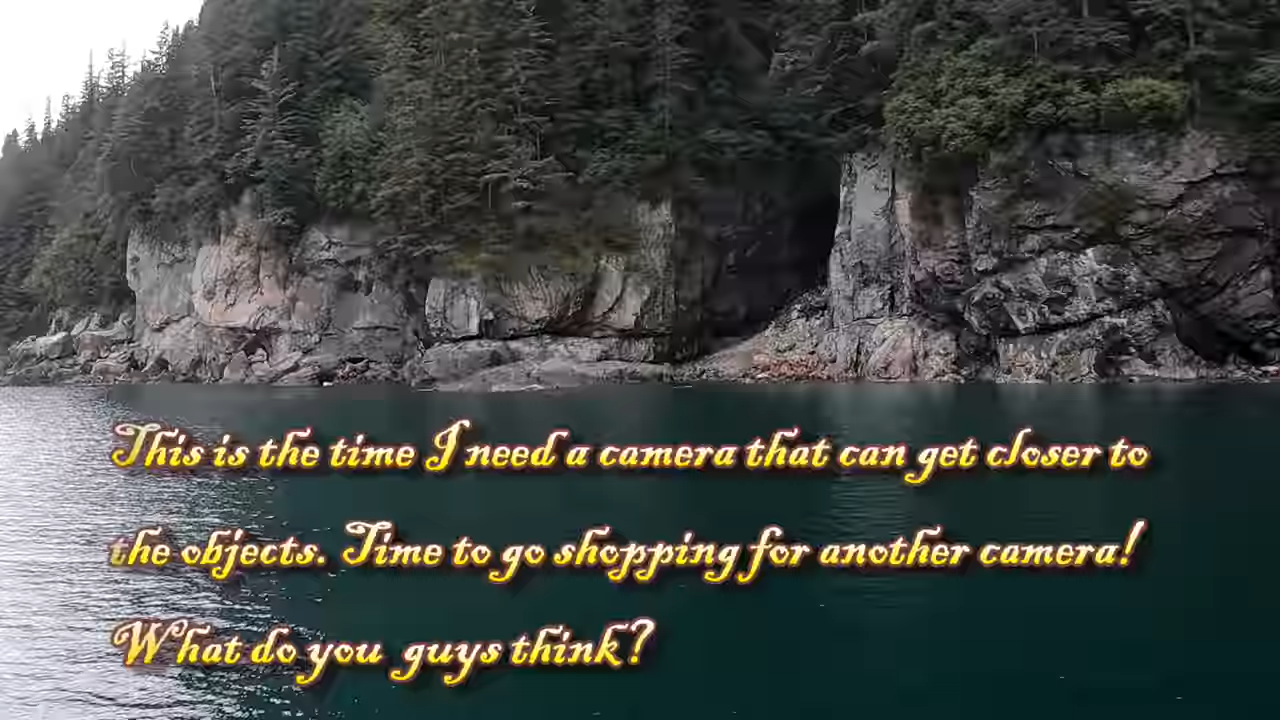 This is the time I need a camera that can get closer to
the objects. Time to go shopping for another camera!
What do you guys think?